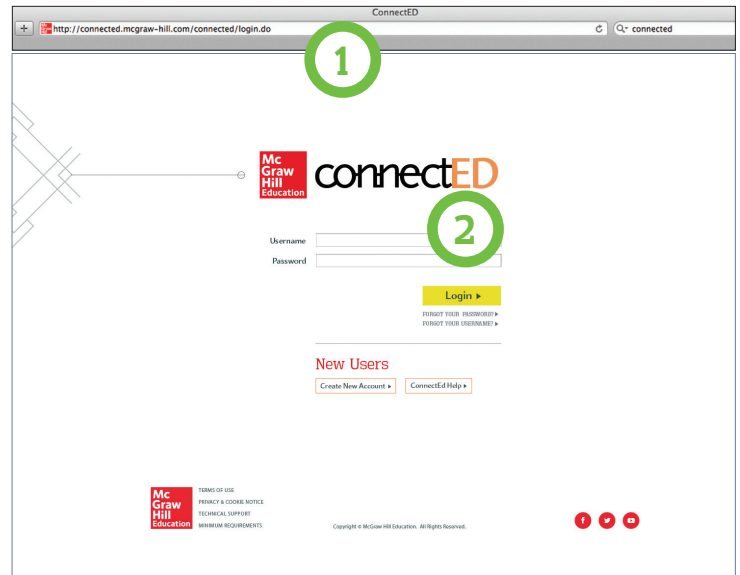 ConnectED
+ http://connected.mcgraw-hill.com/connected/login.do connected
1
Mc
Graw
Hill
Education
connectED
2
Username
Password
Login
FORGOT YOUR PASSWORD?
FORGOT YOUR USERNAME?
New Users
Create New Account
ConnectEd Help
Mc
Graw
Hill
Education
TERMS OF USE
PRIVACY & COOKIE NOTICE
TECHNICAL SUPPORT
MINIMUM REQUIREMENTS
Copyright © McGraw Hill Education. All Rights Reserved.